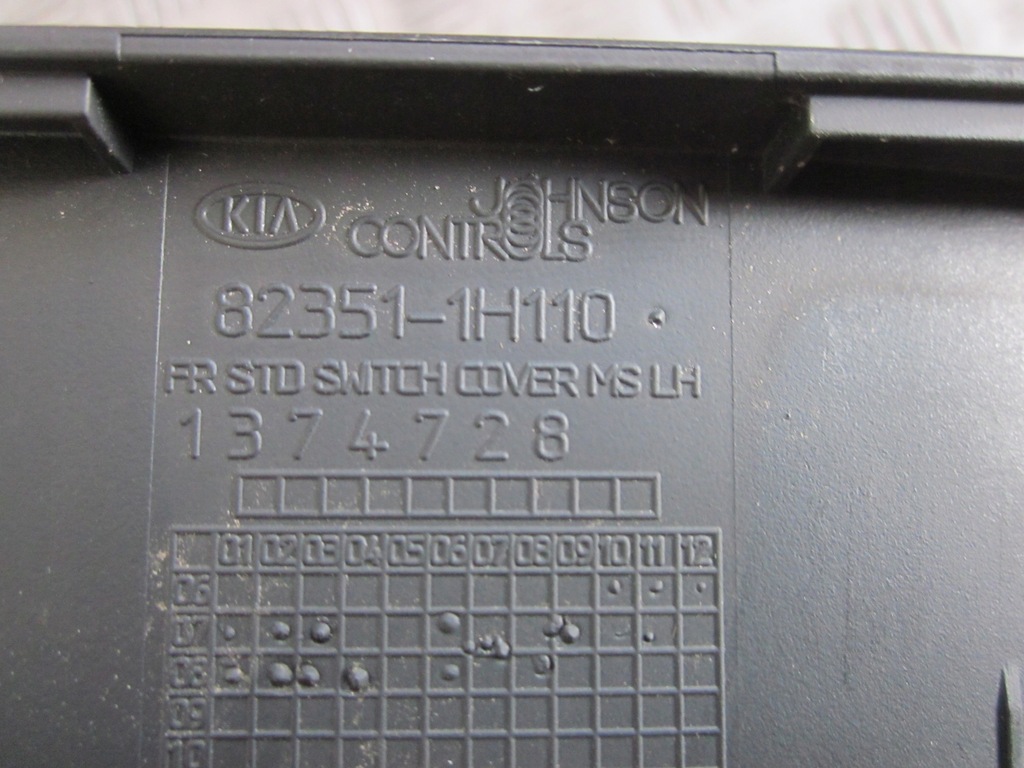 KIA JOHNSON
CONTROLS
82351-1H110
FR STD SWITCH COVER MS LH
1374728
01 02 03 04 05 06 07 08 09 10 11 12
06
07
08
09
10